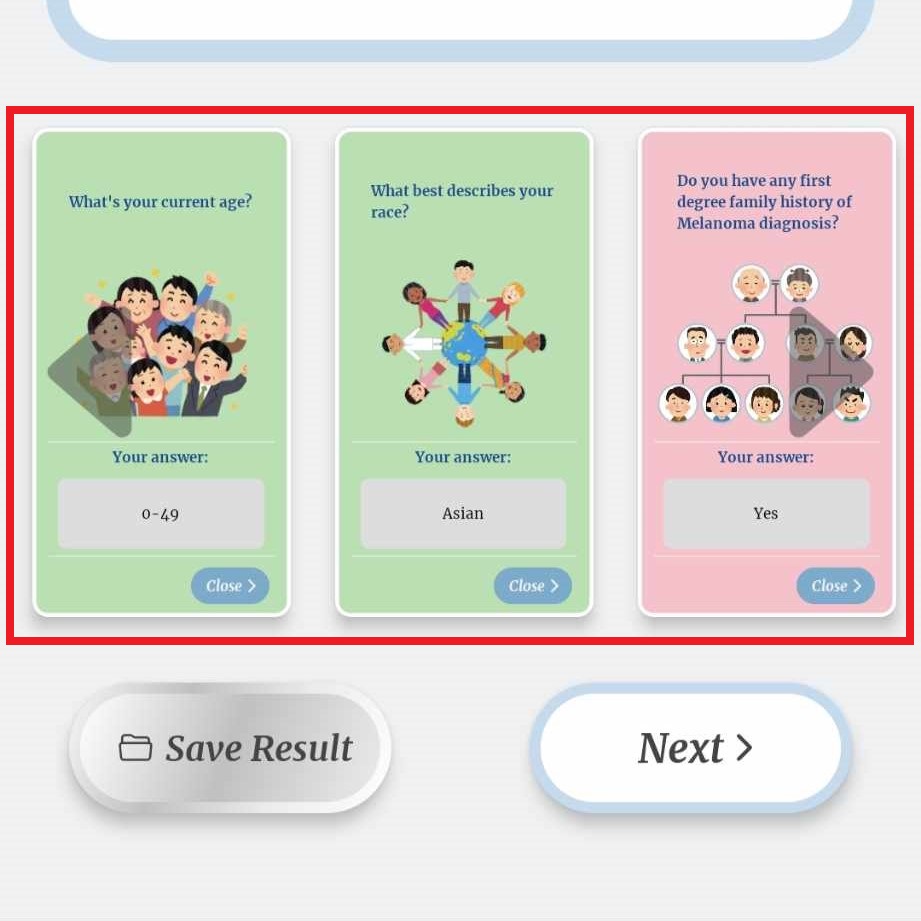 What's your current age?
Your answer:
0-49
Close
What best describes your
race?
Your answer:
Asian
Close
Do you have any first
degree family history of
Melanoma diagnosis?
Your answer:
Yes
Close
Save Result
Next